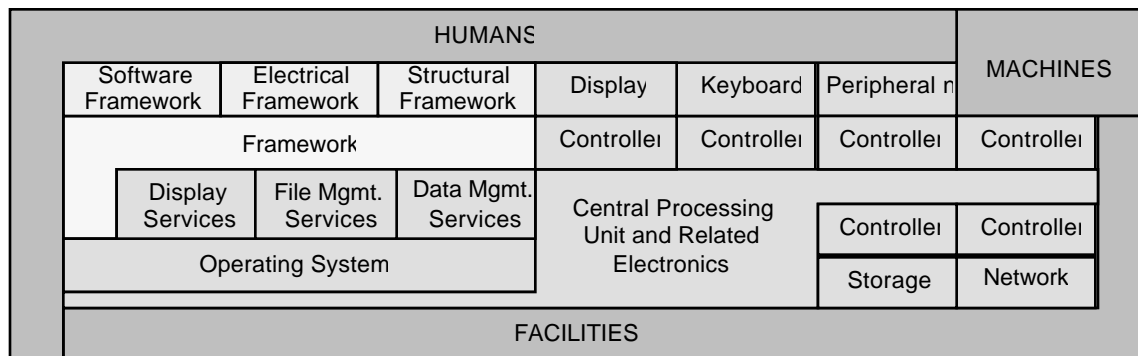 HUMANS
MACHINES
Software
Framework
Electrical
Framework
Structural
Framework
Display
Keyboard
Peripheral n
Framework
Controller
Controller
Controller
Controller
Display
Services
File Mgmt.
Services
Data Mgmt.
Services
Central Processing
Unit and Related
Electronics
Controller
Controller
Operating System
Storage
Network
FACILITIES